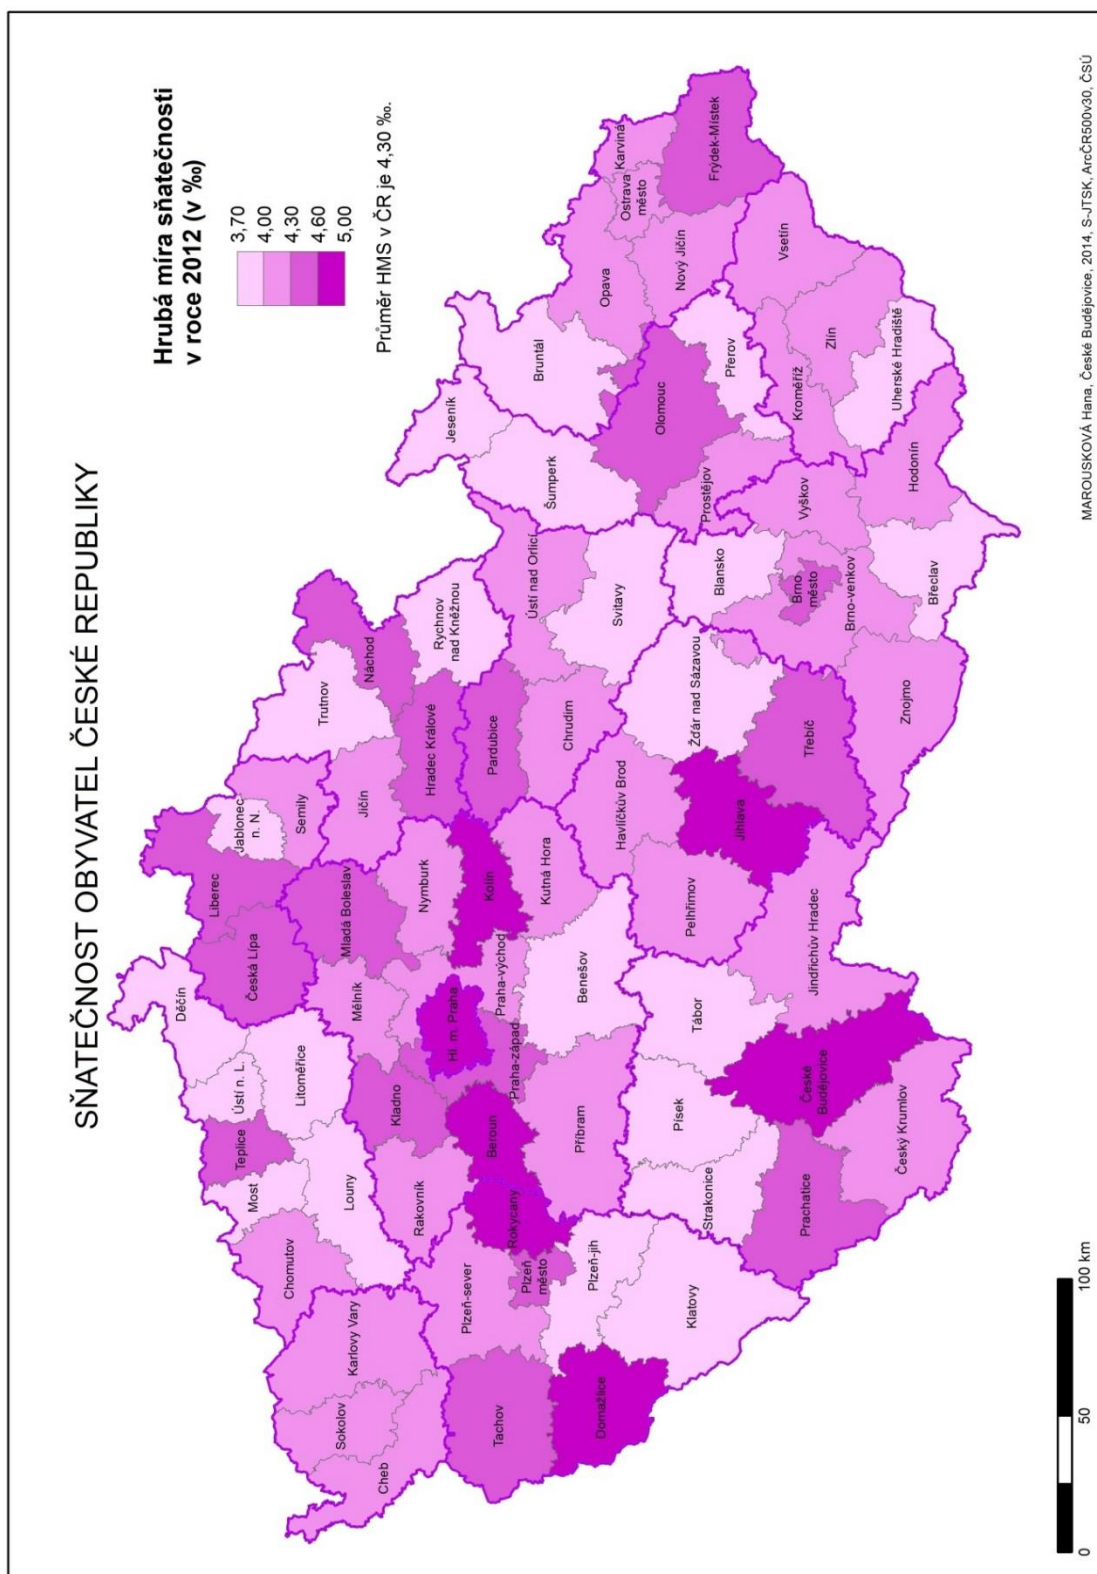 SŇATEČNOST OBYVATEL ČESKÉ REPUBLIKY
Hrubá míra sňatečnosti
v roce 2012 (v ‰)
3,70
4,00
4,30
4,60
5,00
Průměr HMS v ČR je 4,30 ‰.
Děčín
Liberec
Jablonec
n. N.
Česká Lípa
Semily
Ústí n. L.
Teplice
Litoměřice
Most
Chomutov
Louny
Trutnov
Náchod
Jičín
Mladá Boleslav
Mělník
Karlovy Vary
Sokolov
Cheb
Kladno
Rakovník
Nymburk
Hradec Králové
Rychnov
nad Kněžnou
Jeseník
Bruntál
Šumperk
Ústí nad Orlicí
Pardubice
Kolín
Hl. m. Praha
Praha-východ
Praha-západ
Beroun
Rokycany
Plzeň-sever
Tachov
Plzeň
město
Kutná Hora
Chrudim
Svitavy
Opava
Ostrava
město
Karviná
Nový Jičín
Frýdek-Místek
Olomouc
Přerov
Prostějov
Benešov
Příbram
Plzeň-jih
Domažlice
Klatovy
Havlíčkův Brod
Žďár nad Sázavou
Blansko
Vyškov
Kroměříž
Vsetín
Zlín
Uherské Hradiště
Hodonín
Pelhřimov
Jihlava
Třebíč
Brno
město
Brno-venkov
Břeclav
Znojmo
Tábor
Písek
Strakonice
Jindřichův Hradec
České
Budějovice
Prachatice
Český Krumlov
0
50
100 km
MAROUSKOVÁ Hana, České Budějovice, 2014, S-JTSK, ArcČR500v30, ČSÚ